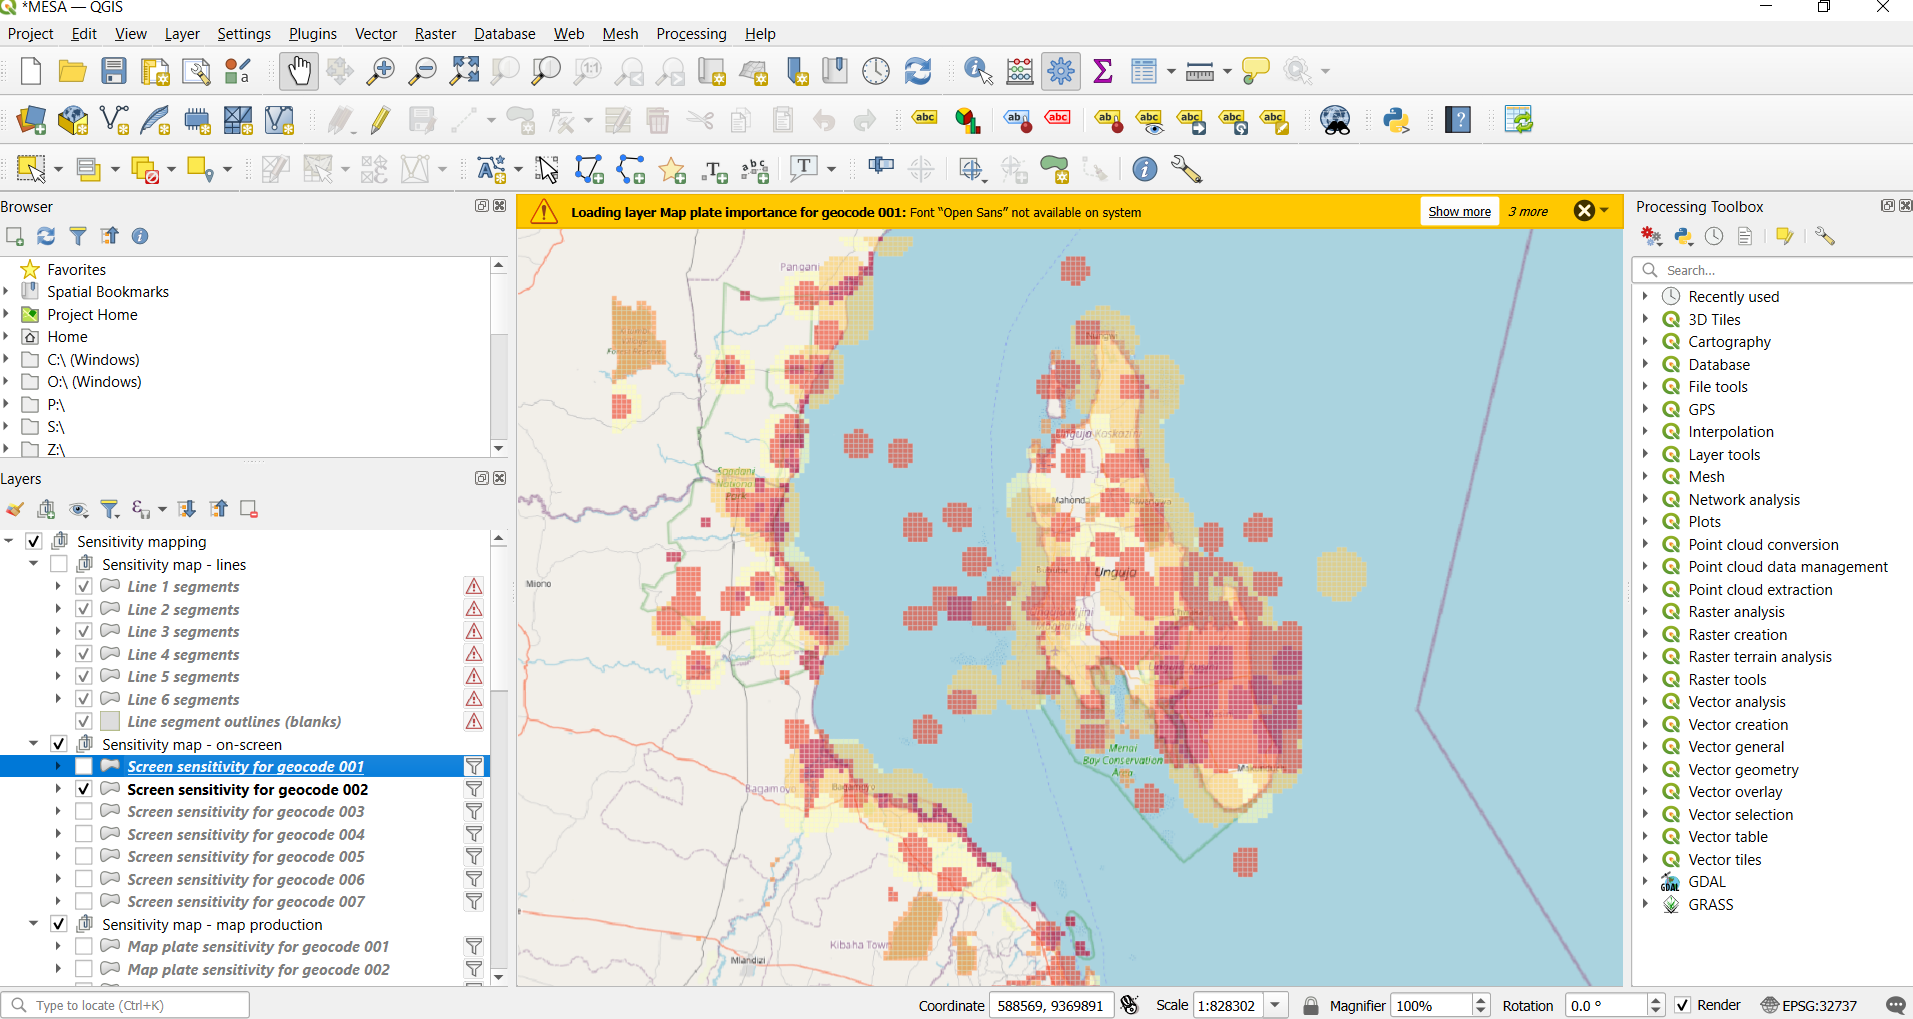 *MESA — QGIS
Project Edit View Layer Settings Plugins Vector Raster Database Web Mesh Processing Help
Browser
Favorites
Spatial Bookmarks
Project Home
Home
C:\ (Windows)
O:\ (Windows)
P:\
S:\
Z:\
Layers
Sensitivity mapping
Sensitivity map - lines
Line 1 segments
Line 2 segments
Line 3 segments
Line 4 segments
Line 5 segments
Line 6 segments
Line segment outlines (blanks)
Sensitivity map - on-screen
Screen sensitivity for geocode 001
Screen sensitivity for geocode 002
Screen sensitivity for geocode 003
Screen sensitivity for geocode 004
Screen sensitivity for geocode 005
Screen sensitivity for geocode 006
Screen sensitivity for geocode 007
Sensitivity map - map production
Map plate sensitivity for geocode 001
Map plate sensitivity for geocode 002
Loading layer Map plate importance for geocode 001: Font “Open Sans” not available on system
Show more
3 more
Pangani
Unguja Kaskazini
Sandani
National
Park
Mahonda
Miono
Unguja
Menai
Bay Conservation
Area
Bagamoyo
Bagamoyo
Kibaha Town
Mlandizi
Processing Toolbox
Search...
Recently used
3D Tiles
Cartography
Database
File tools
GPS
Interpolation
Layer tools
Mesh
Network analysis
Plots
Point cloud conversion
Point cloud data management
Point cloud extraction
Raster analysis
Raster creation
Raster terrain analysis
Raster tools
Vector analysis
Vector creation
Vector general
Vector geometry
Vector overlay
Vector selection
Vector table
Vector tiles
GDAL
GRASS
Type to locate (Ctrl+K)
Coordinate 588569, 9369891 Scale 1:828302 Magnifier 100% Rotation 0.0 ° Render EPSG:32737